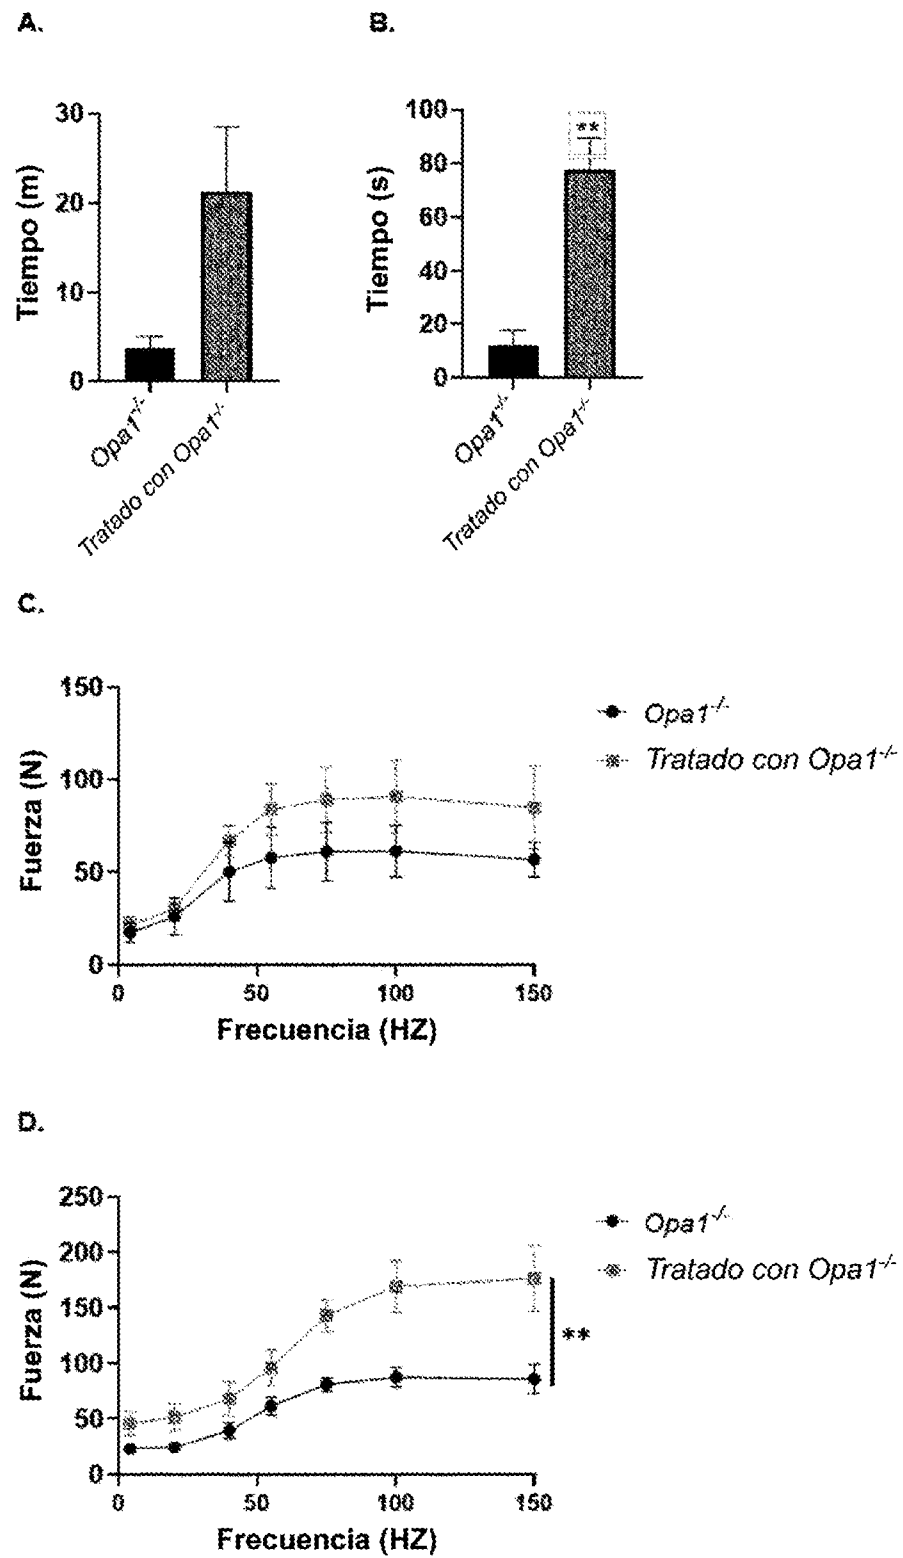 A.
30
20
10
0
Tiempo (m)
Opa1-/-
Tratado con Opa1-/-
B.
100
80
60
40
20
0
Tiempo (s)
**
Opa1-/-
Tratado con Opa1-/-
C.
150
100
50
0
Fuerza (N)
0 50 100 150
Frecuencia (HZ)
Opa1-/-
Tratado con Opa1-/-
D.
250
200
150
100
50
0
Fuerza (N)
0 50 100 150
Frecuencia (HZ)
Opa1-/-
Tratado con Opa1-/-
**